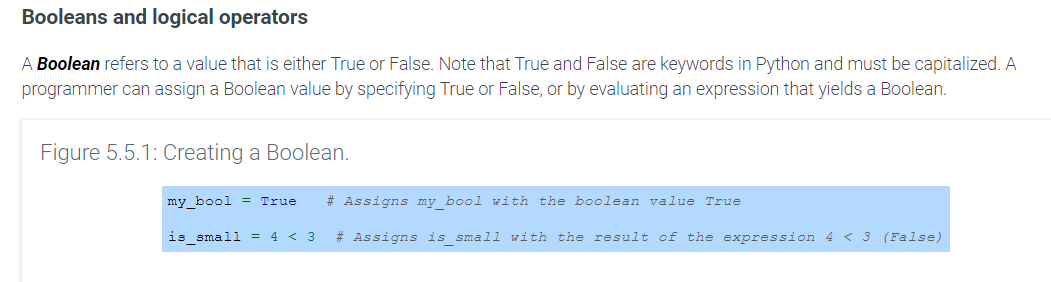 Booleans and logical operators
A Boolean refers to a value that is either True or False. Note that True and False are keywords in Python and must be capitalized. A
programmer can assign a Boolean value by specifying True or False, or by evaluating an expression that yields a Boolean.
Figure 5.5.1: Creating a Boolean.
my_bool = True   # Assigns my_bool with the boolean value True
is_small = 4 < 3  # Assigns is_small with the result of the expression 4 < 3 (False)